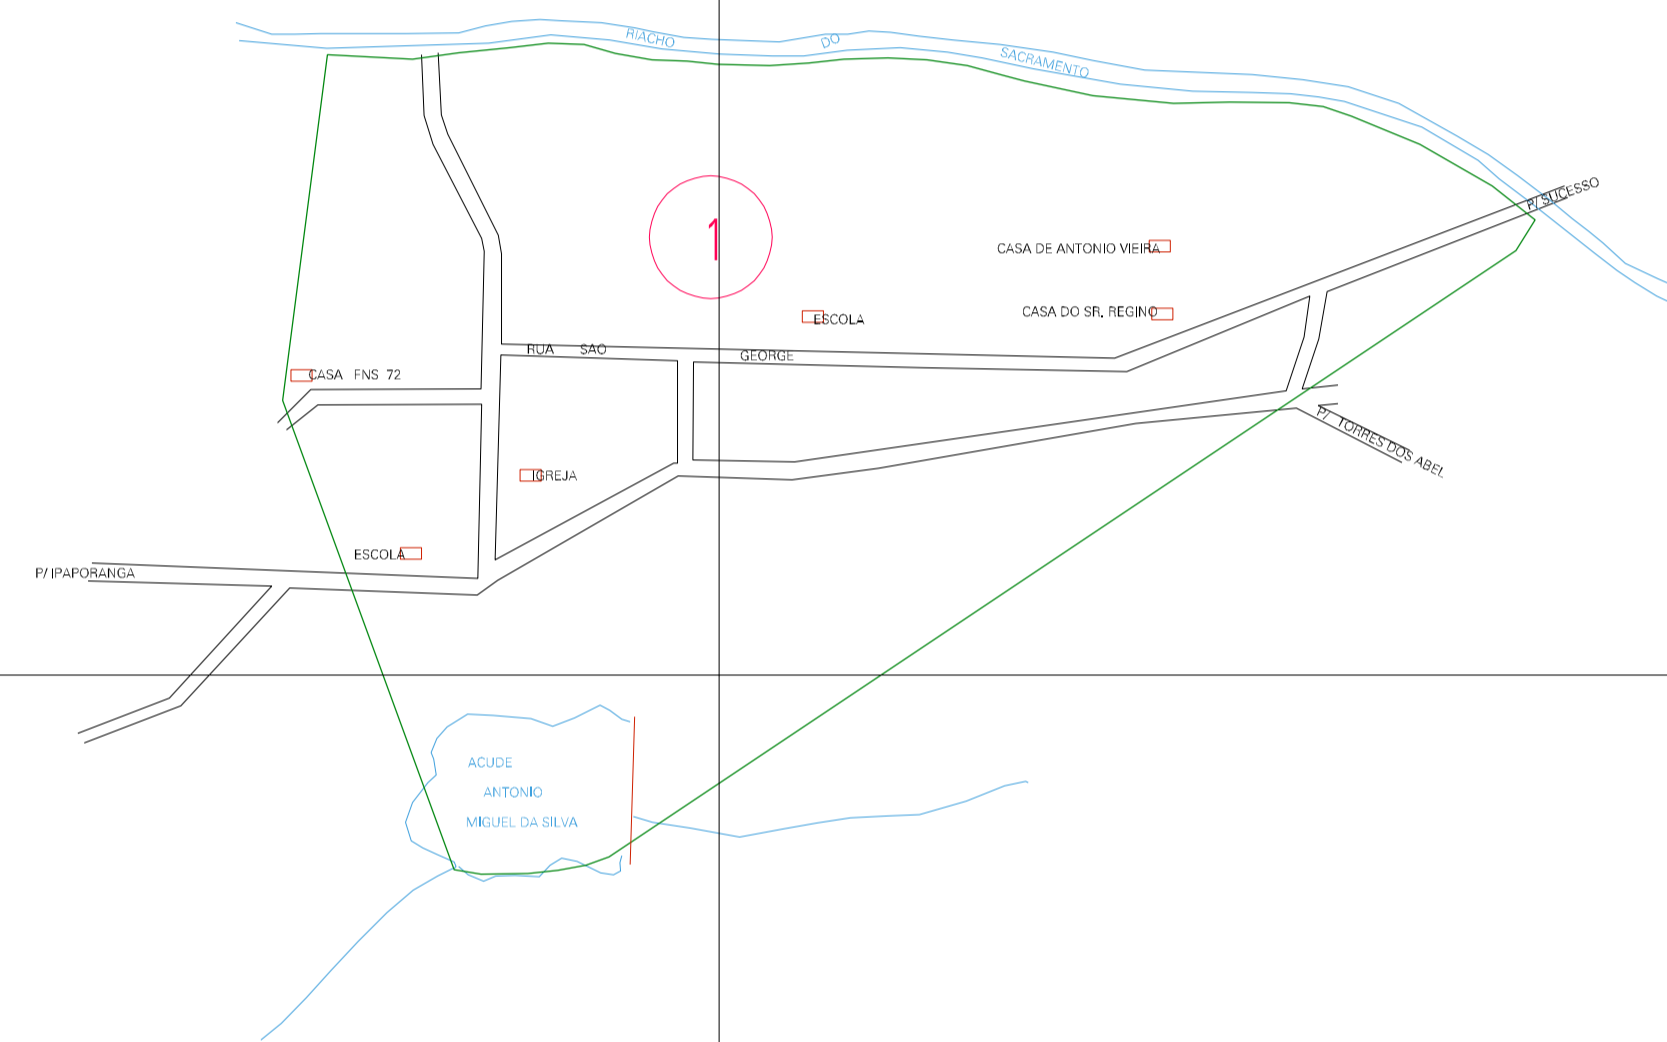 RIACHO DO SACRAMENTO
P/ SUCESSO
1
CASA DE ANTONIO VIEIRA
CASA DO SR. REGINO
ESCOLA
RUA SAO GEORGE
CASA FNS 72
P/ TORRES DOS ABEL
IGREJA
ESCOLA
P/ IPAPORANGA
ACUDE
ANTONIO
MIGUEL DA SILVA